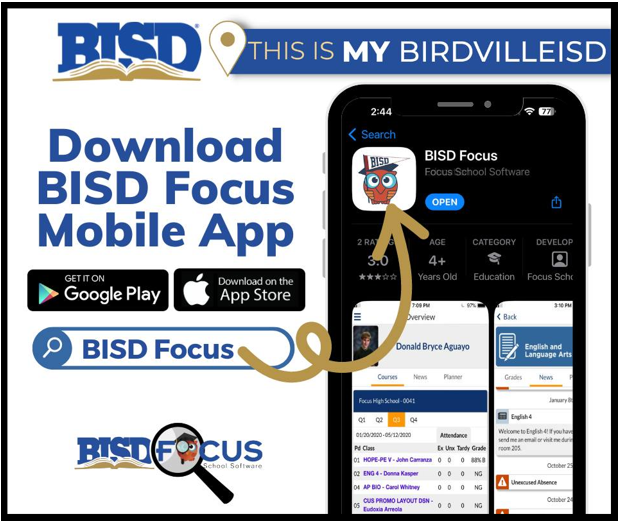 BISD
THIS IS MY BIRDVILLEISD
Download
BISD Focus
Mobile App
GET IT ON
Google Play
Download on the
App Store
BISD Focus
BISD FOCUS
School Software
2:44
77
Search
BISD
BISD Focus
Focus School Software
OPEN
2 AGE CATEGORY
3.0 4+
Years Old Education Focus
7:09 PM 97%
Overview
Donald Bryce Aguayo
Courses News Planner
Focus High School - 0041
Q1 Q2 Q3 Q4
01/20/2020 - 05/12/2020 Attendance
Pd Class Ex Unx Tardy Grade
01 HOPE-PE V - John Carranza 0 0 0 88% B
02 ENG 4 - Donna Kasper 0 0 0 NG
04 AP BIO - Carol Whitney 0 0 0 NG
05 CUS PROMO LAYOUT DSN - Eudoxia Arreola 0 0 0 NG
3:10 PM
Back
English and
Language Arts
Grades News
January
English 4
Welcome to English 4! If you have
send me an email or visit me
room 205.
October 25
Unexcused Absence
October 24